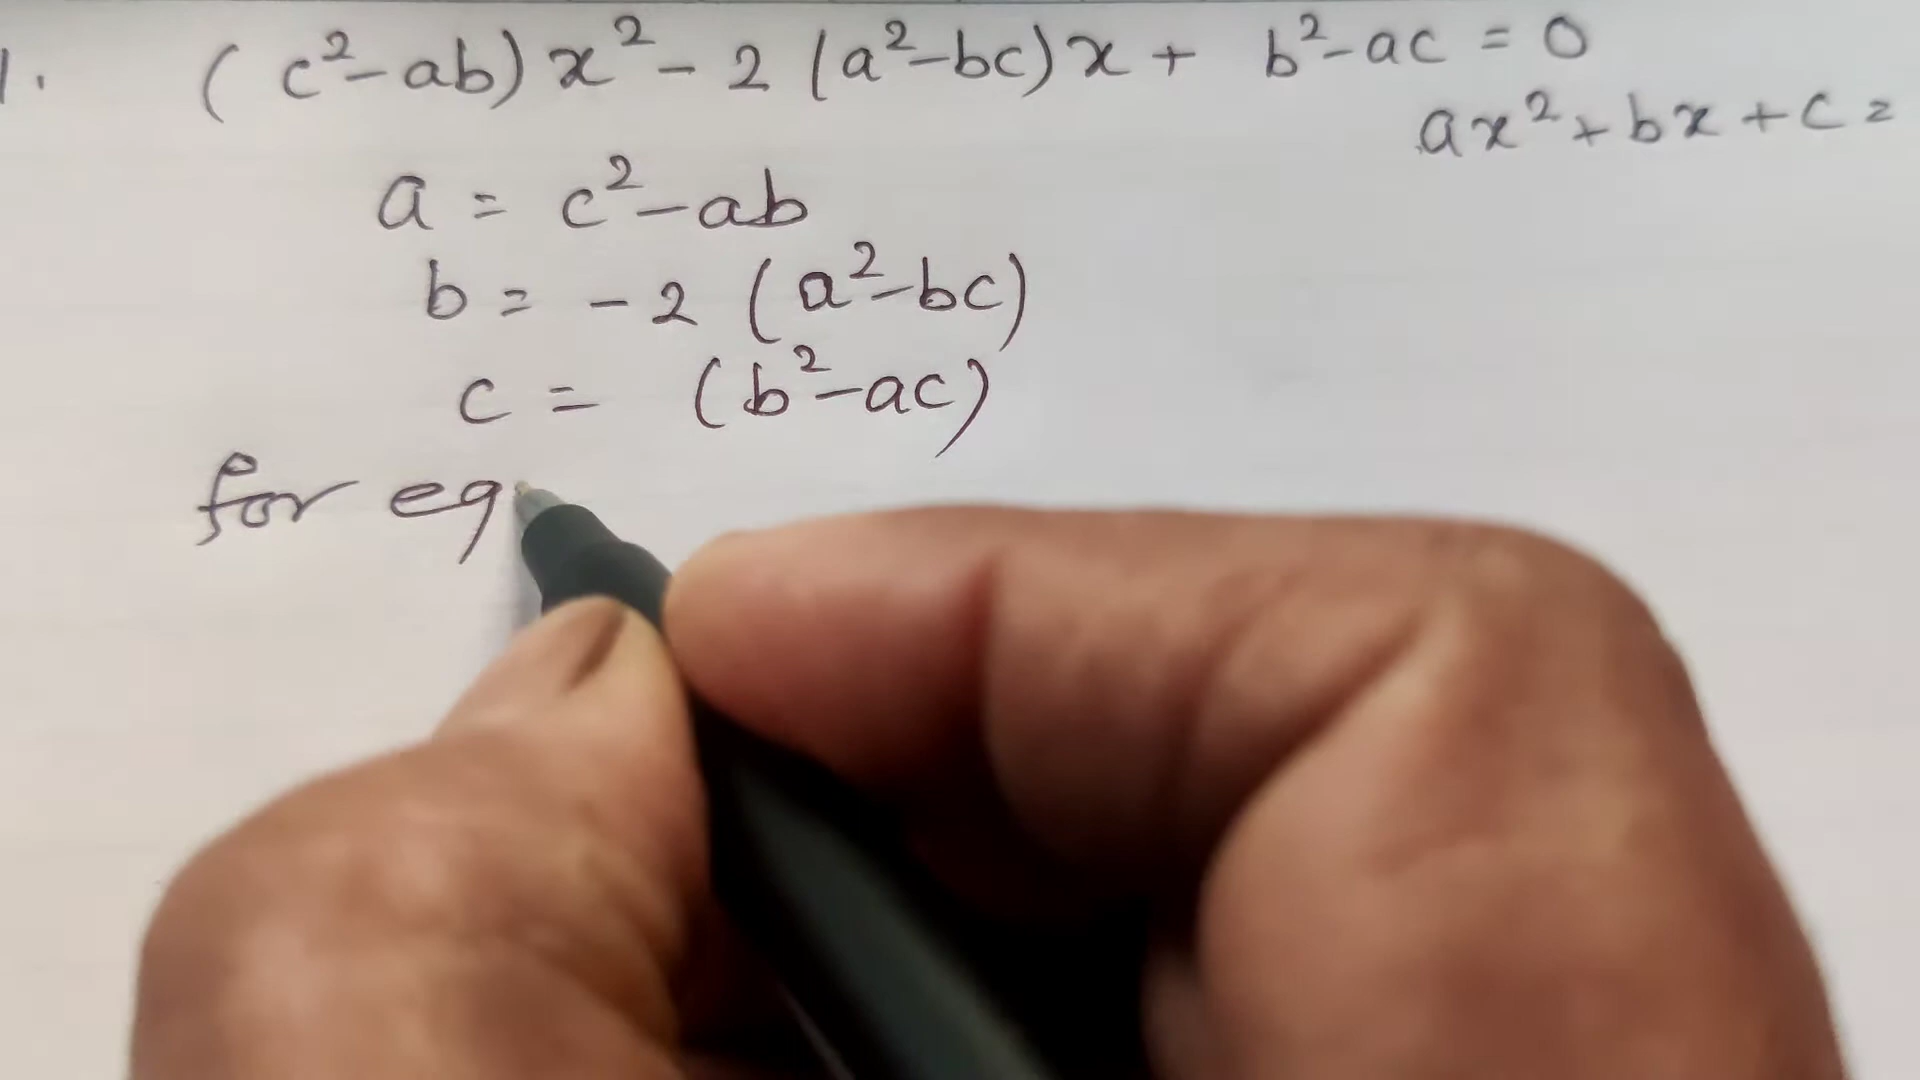 1. (c²-ab)x²-2(a²-bc)x + b²-ac = 0
ax²+bx+c=
a = c²-ab
b = -2(a²-bc)
c = (b²-ac)
for eq